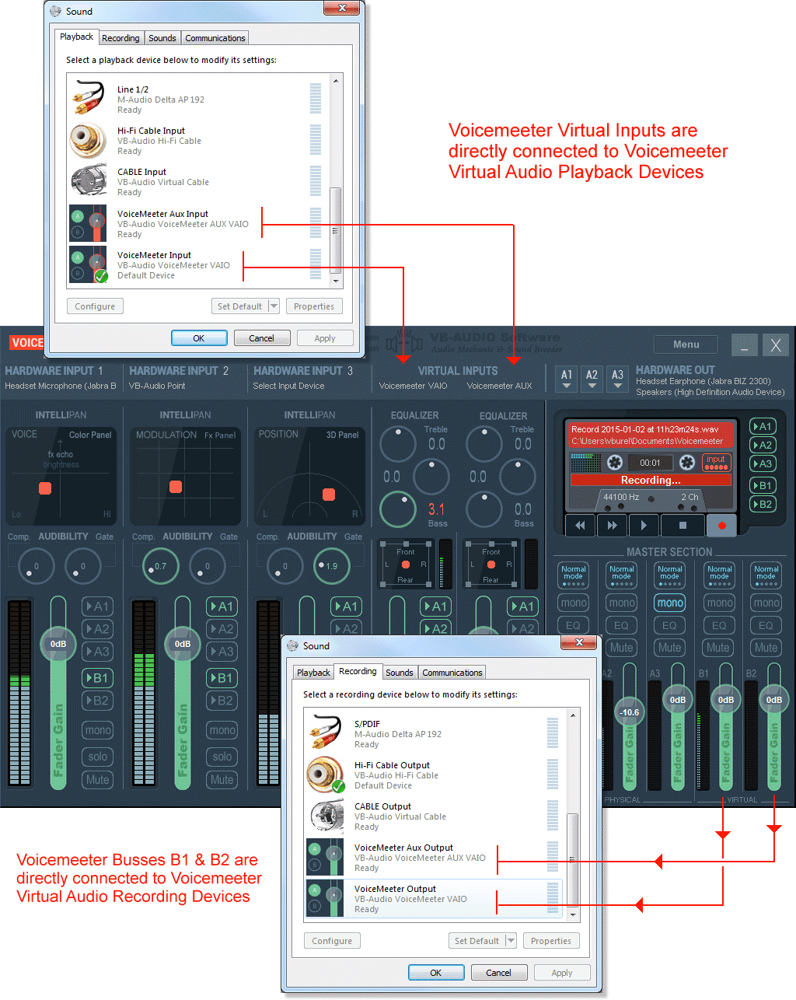 Sound
Playback Recording Sounds Communications
Select a playback device below to modify its settings:
Line 1/2
M-Audio Delta AP 192
Ready
Hi-Fi Cable Input
VB-Audio Hi-Fi Cable
Ready
CABLE Input
VB-Audio Virtual Cable
Ready
A
B
VoiceMeeter Aux Input
VB-Audio VoiceMeeter AUX VAIO
Ready
A
B
VoiceMeeter Input
VB-Audio VoiceMeeter VAIO
Default Device
Configure Set Default Properties
OK Cancel Apply
Voicemeeter Virtual Inputs are
directly connected to Voicemeeter
Virtual Audio Playback Devices
VOICE
VB-AUDIO Software
Audio Mechanic & Sound Breeder
Menu
HARDWARE INPUT 1
Headset Microphone (Jabra B
HARDWARE INPUT 2
VB-Audio Point
HARDWARE INPUT 3
Select Input Device
VIRTUAL INPUTS
Voicemeeter VAIO Voicemeeter AUX
A1 A2 A3
HARDWARE OUT
Headset Earphone (Jabra BIZ 2300)
Speakers (High Definition Audio Device)
INTELLIPAN
VOICE Color Panel
fx echo
brightness
Lo Hi
INTELLIPAN
MODULATION Fx Panel
INTELLIPAN
POSITION 3D Panel
L R
EQUALIZER
Treble
0.0
0.0
3.1
Bass
EQUALIZER
Treble
0.0
0.0
0.0
Bass
Record 2015-01-02 at 11h23m24s.wav
C:\Users\vburel\Documents\Voicemeeter
00:01
input
Recording...
44100 Hz 2 Ch
A1
A2
A3
B1
B2
Comp. AUDIBILITY Gate
0 0
Comp. AUDIBILITY Gate
0.7 0
Comp. AUDIBILITY Gate
0 1.9
Front
L R
Rear
Front
L R
Rear
MASTER SECTION
Normal mode
Normal mode
Normal mode
Normal mode
Normal mode
mono mono mono mono mono
EQ EQ EQ EQ EQ
Mute Mute Mute Mute Mute
0dB
Fader Gain
A1
A2
A3
B1
B2
mono
solo
Mute
0dB
Fader Gain
A1
A2
A3
B1
B2
mono
solo
Mute
A1
A2
A1
A2
A1
A2
A2 A3 B1 B2
-10.6 0dB 0dB 0dB
Fader Gain Fader Gain Fader Gain Fader Gain
PHYSICAL VIRTUAL
Sound
Playback Recording Sounds Communications
Select a recording device below to modify its settings:
S/PDIF
M-Audio Delta AP 192
Ready
Hi-Fi Cable Output
VB-Audio Hi-Fi Cable
Default Device
CABLE Output
VB-Audio Virtual Cable
Ready
A
B
VoiceMeeter Aux Output
VB-Audio VoiceMeeter AUX VAIO
Ready
A
B
VoiceMeeter Output
VB-Audio VoiceMeeter VAIO
Ready
Configure Set Default Properties
OK Cancel Apply
Voicemeeter Busses B1 & B2 are
directly connected to Voicemeeter
Virtual Audio Recording Devices